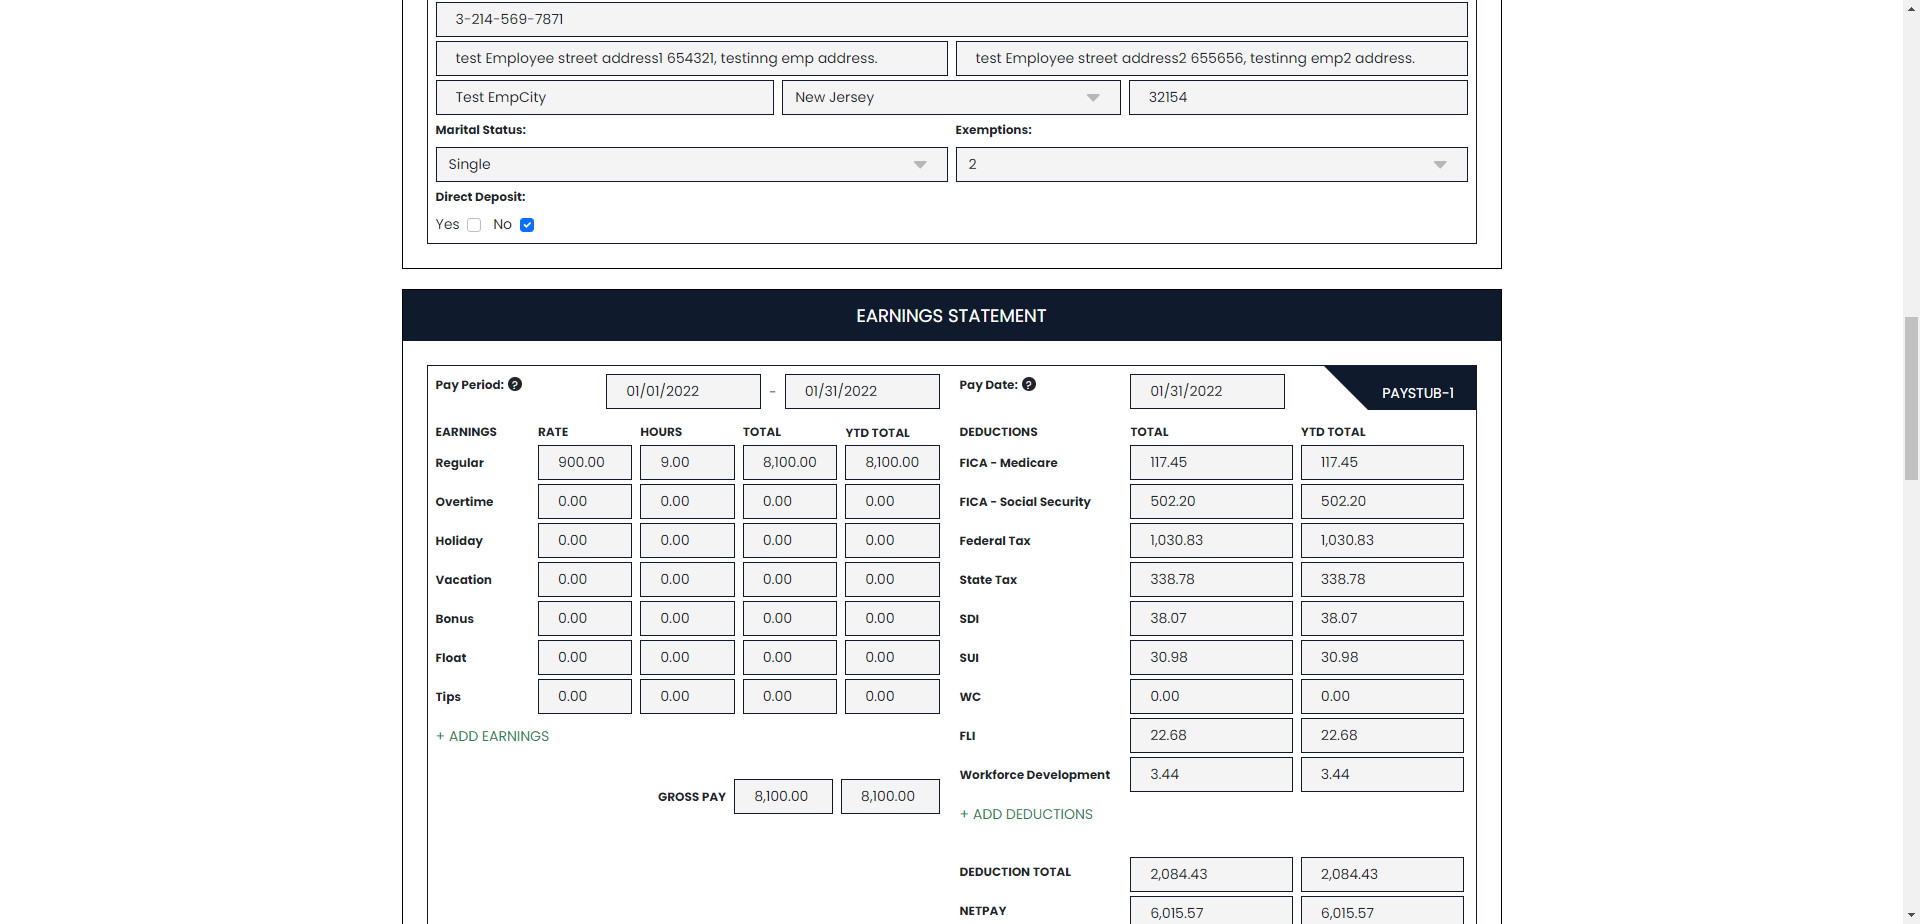 3-214-569-7871
test Employee street address1 654321, testinng emp address. test Employee street address2 655656, testinng emp2 address.
Test EmpCity New Jersey 32154
Marital Status: Exemptions:
Single 2
Direct Deposit:
Yes No
EARNINGS STATEMENT
Pay Period: ? 01/01/2022 - 01/31/2022 Pay Date: ? 01/31/2022 PAYSTUB-1
EARNINGS RATE HOURS TOTAL YTD TOTAL DEDUCTIONS TOTAL YTD TOTAL
Regular 900.00 9.00 8,100.00 8,100.00 FICA - Medicare 117.45 117.45
Overtime 0.00 0.00 0.00 0.00 FICA - Social Security 502.20 502.20
Holiday 0.00 0.00 0.00 0.00 Federal Tax 1,030.83 1,030.83
Vacation 0.00 0.00 0.00 0.00 State Tax 338.78 338.78
Bonus 0.00 0.00 0.00 0.00 SDI 38.07 38.07
Float 0.00 0.00 0.00 0.00 SUI 30.98 30.98
Tips 0.00 0.00 0.00 0.00 WC 0.00 0.00
+ ADD EARNINGS FLI 22.68 22.68
Workforce Development 3.44 3.44
GROSS PAY 8,100.00 8,100.00
+ ADD DEDUCTIONS
DEDUCTION TOTAL 2,084.43 2,084.43
NETPAY 6,015.57 6,015.57